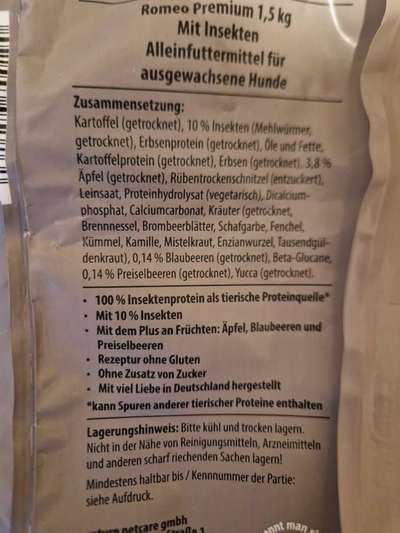 Romeo Premium 1,5 kg
Mit Insekten
Alleinfuttermittel für
ausgewachsene Hunde
Zusammensetzung:
Kartoffel (getrocknet), 10 % Insekten (Mehlwürmer,
getrocknet), Erbsenprotein (getrocknet), Öle und Fette,
Kartoffelprotein (getrocknet), Erbsen (getrocknet), 3,8 %
Äpfel (getrocknet), Rübentrockenschnitzel (entzuckert),
Leinsaat, Proteinhydrolysat (vegetarisch), Dicalcium-
phosphat, Calciumcarbonat, Kräuter (getrocknet,
Brennnessel, Brombeerblätter, Schafgarbe, Fenchel,
Kümmel, Kamille, Mistelkraut, Enzianwurzel, Tausendgül-
denkraut), 0,14 % Blaubeeren (getrocknet), Beta-Glucane,
0,14 % Preiselbeeren (getrocknet), Yucca (getrocknet).
• 100 % Insektenprotein als tierische Proteinquelle*
• Mit 10 % Insekten
• Mit dem Plus an Früchten: Äpfel, Blaubeeren und
Preiselbeeren
• Rezeptur ohne Gluten
• Ohne Zusatz von Zucker
• Mit viel Liebe in Deutschland hergestellt
*kann Spuren anderer tierischer Proteine enthalten
Lagerungshinweis: Bitte kühl und trocken lagern.
Nicht in der Nähe von Reinigungsmitteln, Arzneimitteln
und anderen scharf riechenden Sachen lagern!
Mindestens haltbar bis / Kennnummer der Partie:
siehe Aufdruck.
petcare gmbh
nnt man